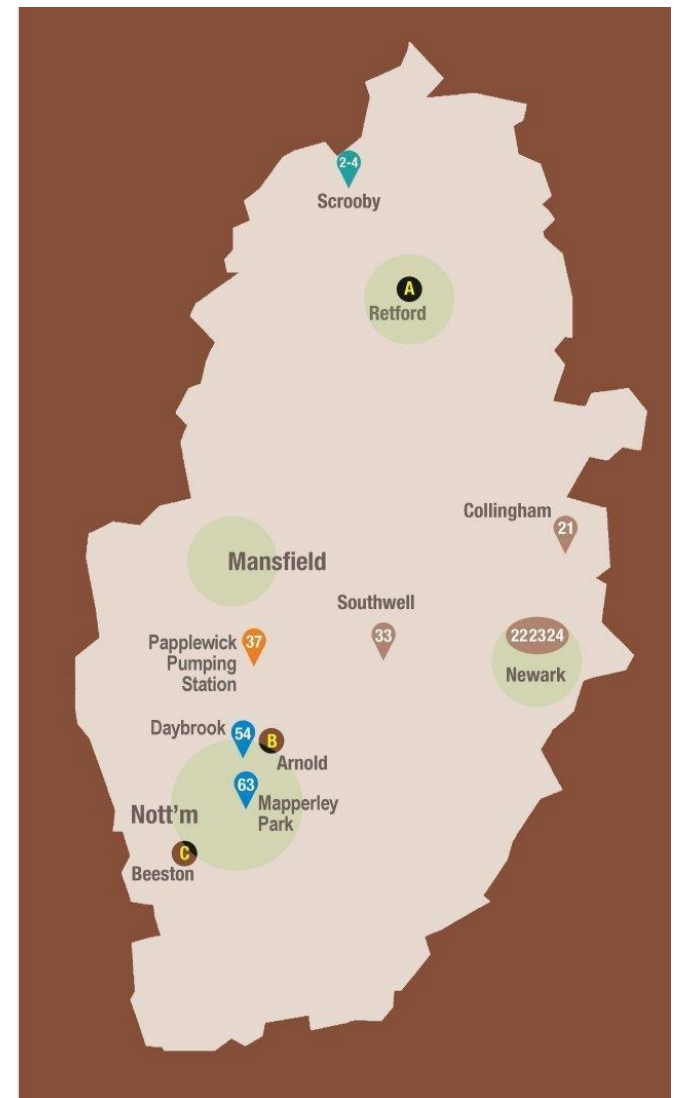 2-4
Scrooby
A
Retford
Collingham
21
Mansfield
Southwell
33
222324
Newark
Papplewick
Pumping
Station
37
Daybrook
54
B
Arnold
63
Mapperley
Park
Nott'm
C
Beeston